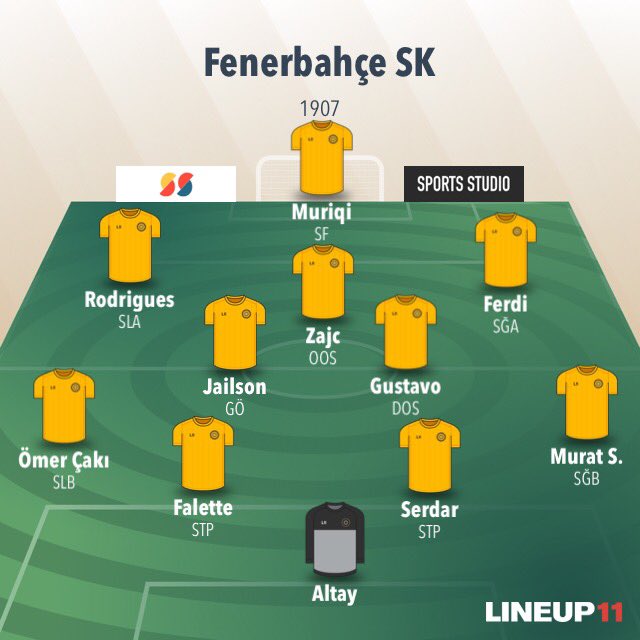 Fenerbahçe SK
1907
SPORTS STUDIO
Muriqi
SF
Rodrigues
SLA
Ferdi
SĞA
Zajc
OOS
Jailson
GÖ
Gustavo
DOS
Ömer Çakı
SLB
Murat S.
SĞB
Falette
STP
Serdar
STP
Altay
LINEUP11